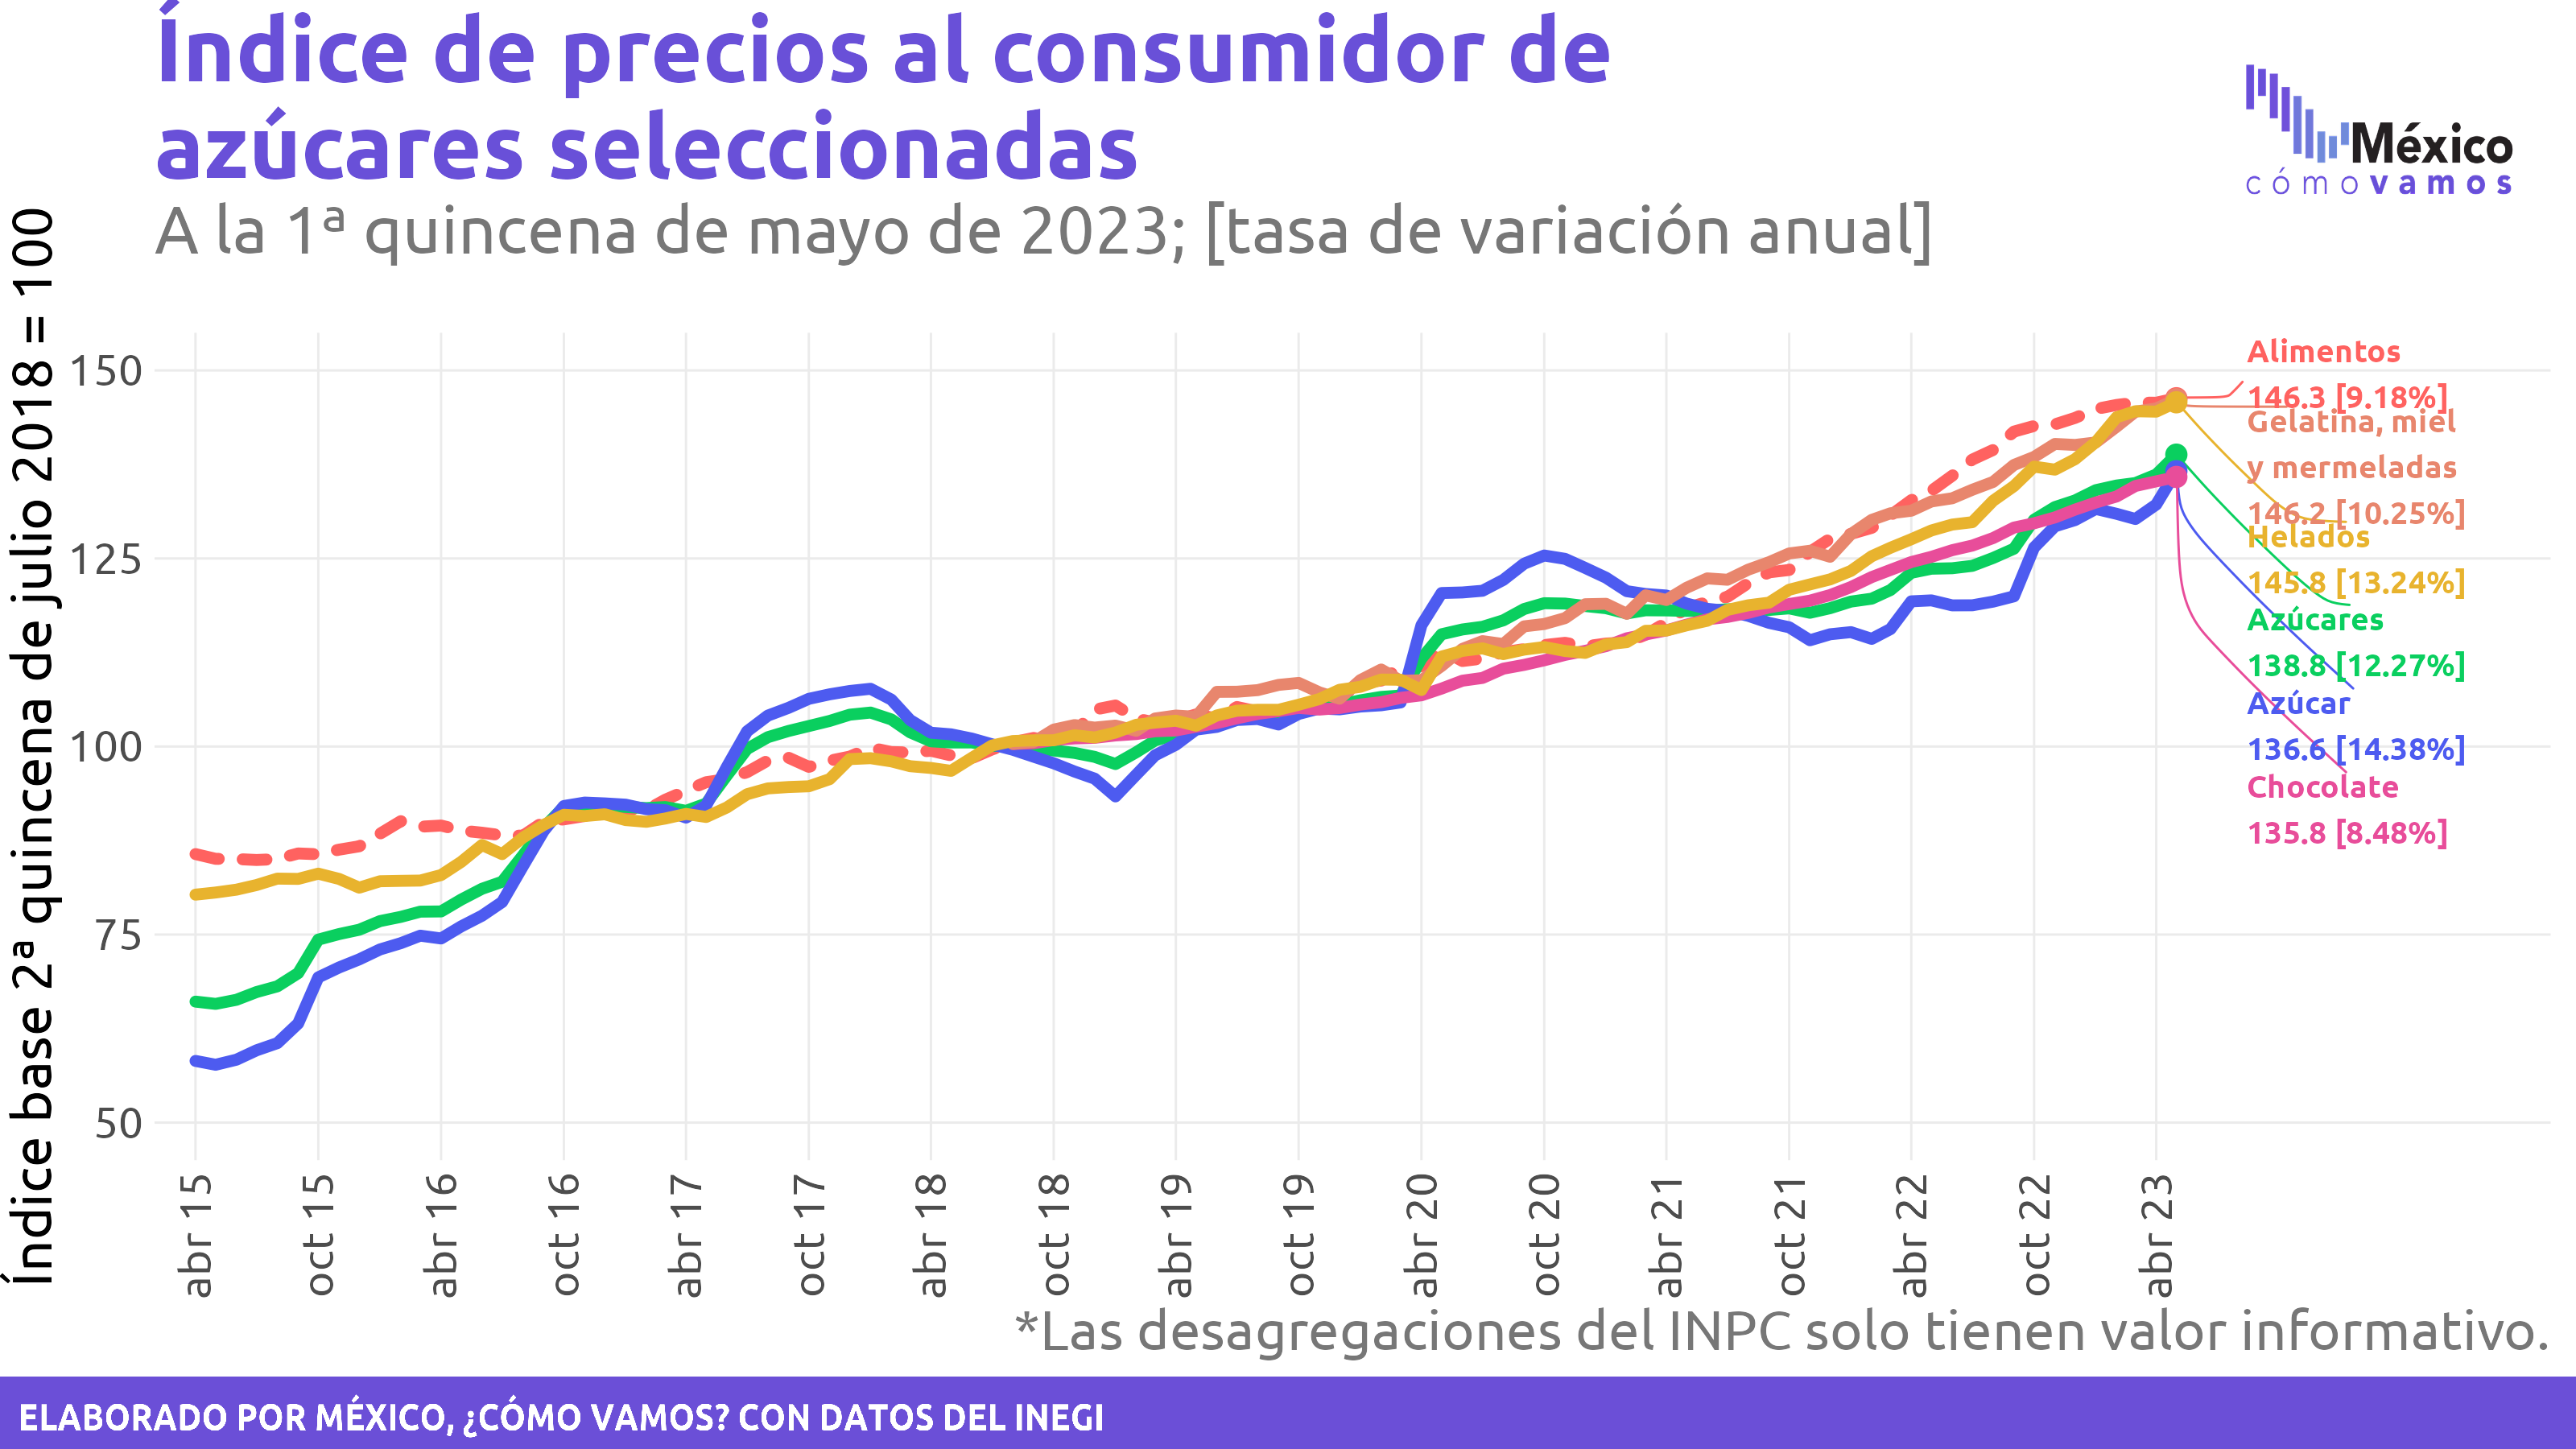 Índice de precios al consumidor de
azúcares seleccionadas
A la 1ª quincena de mayo de 2023; [tasa de variación anual]
México
cómo vamos
Índice base 2ª quincena de julio 2018 = 100
150
125
100
75
50
Alimentos
146.3 [9.18%]
Gelatina, miel
y mermeladas
146.2 [10.25%]
Helados
145.8 [13.24%]
Azúcares
138.8 [12.27%]
Azúcar
136.6 [14.38%]
Chocolate
135.8 [8.48%]
abr 15
oct 15
abr 16
oct 16
abr 17
oct 17
abr 18
oct 18
abr 19
oct 19
abr 20
oct 20
abr 21
oct 21
abr 22
oct 22
abr 23
*Las desagregaciones del INPC solo tienen valor informativo.
ELABORADO POR MÉXICO, ¿CÓMO VAMOS? CON DATOS DEL INEGI